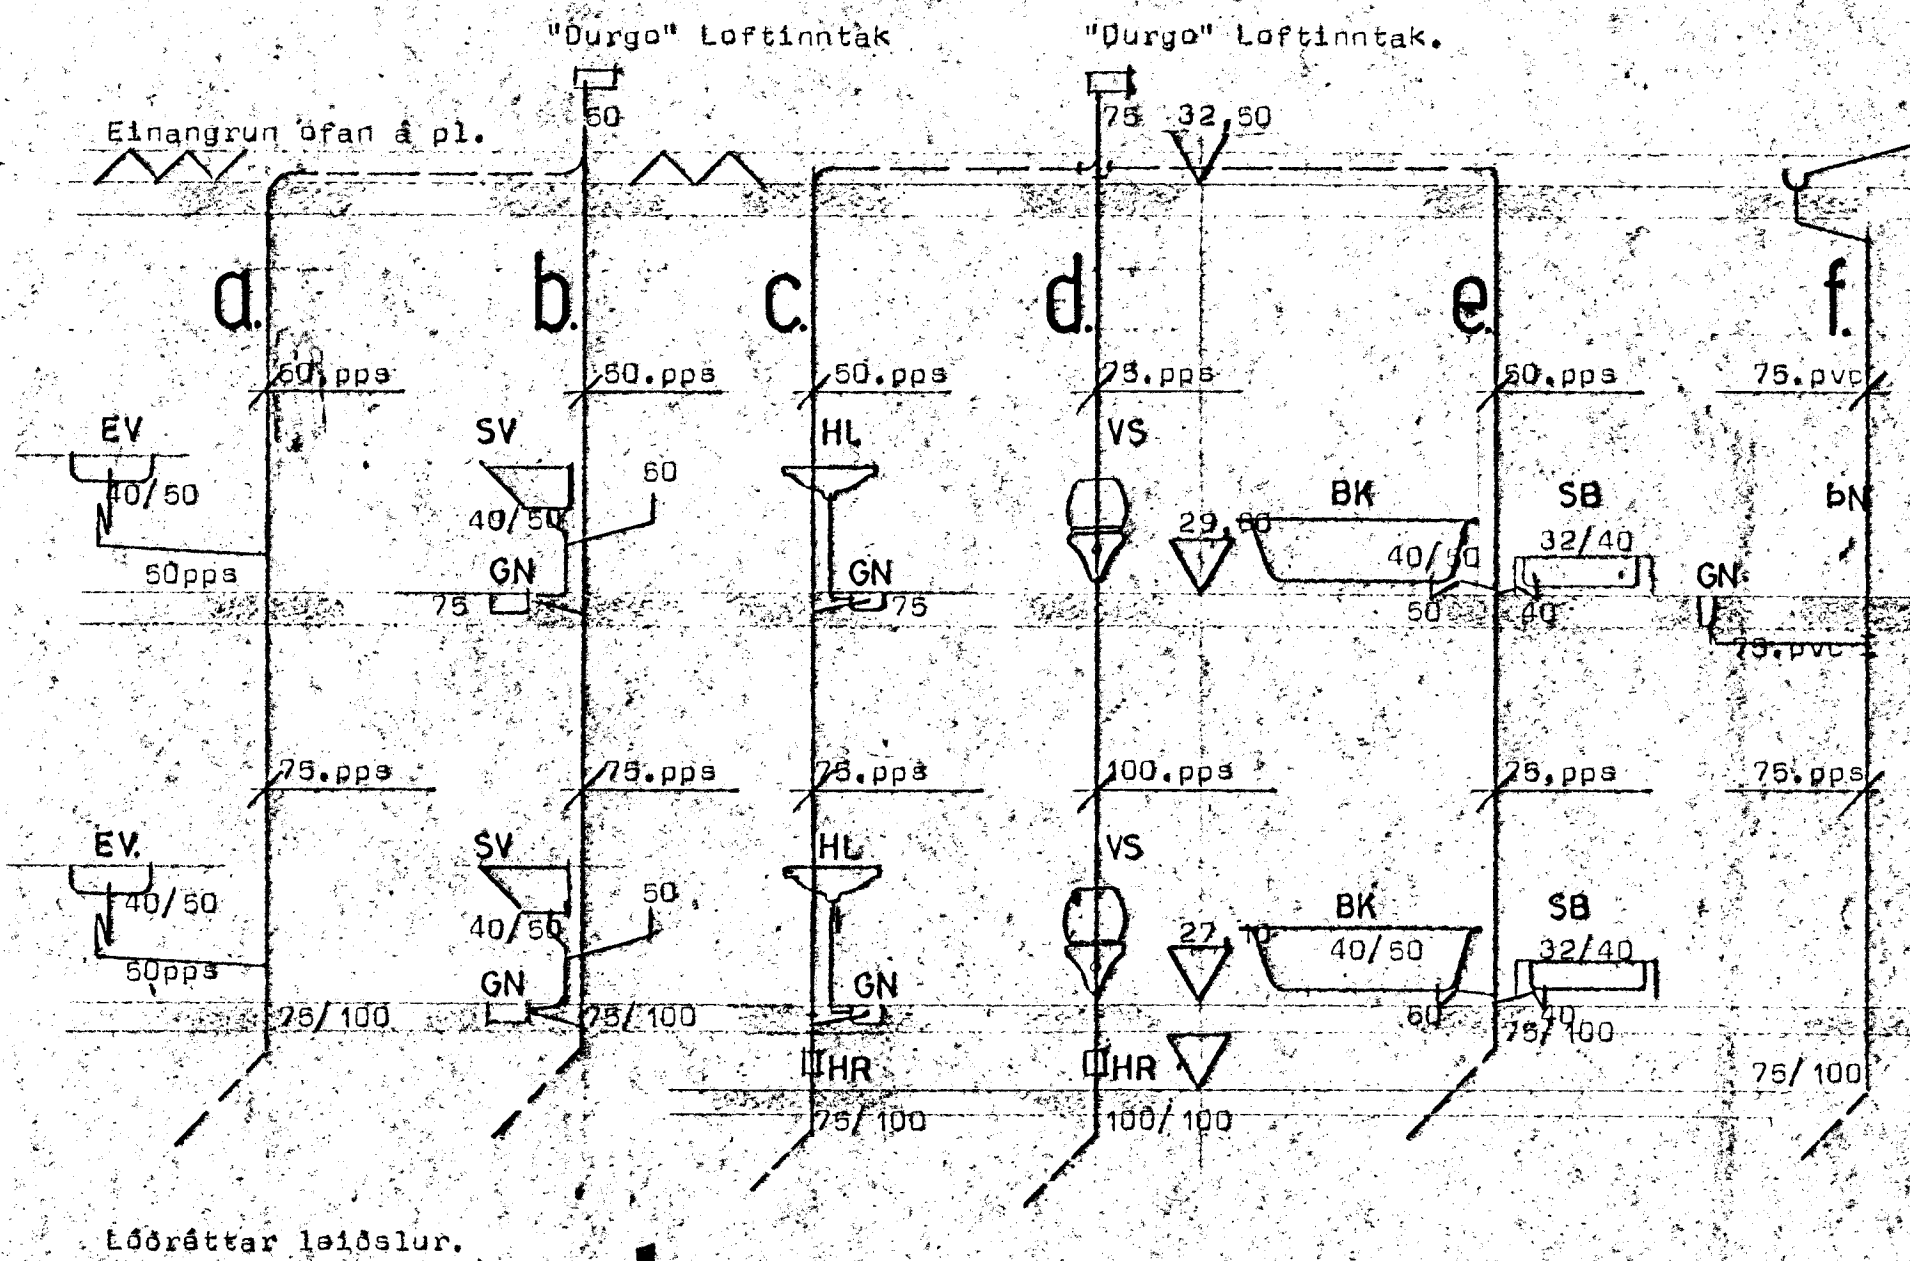 "Durgo" Loftinntak
"Durgo" Loftinntak.
50
75
32,50
Einangrun ofan á pl.
a.
b.
c.
d.
e.
f.
50.pps
50.pps
50.pps
75.pps
50.pps
75.pvc
EV
SV
HL
VS
40/50
50
BK
SB
ÞN
40/50
29,80
40/50
32/40
50pps
GN
GN
GN
75
75
50
40
75.pvc
75.pps
75.pps
75.pps
100.pps
75,pps
75.pps
EV.
SV
HL
VS
40/50
50
BK
SB
40/50
27,10
40/50
32/40
50pps
GN
GN
50
40
75/100
75/100
75/100
HR
HR
75/100
75/100
100/100
Lóðréttar leiðslur.